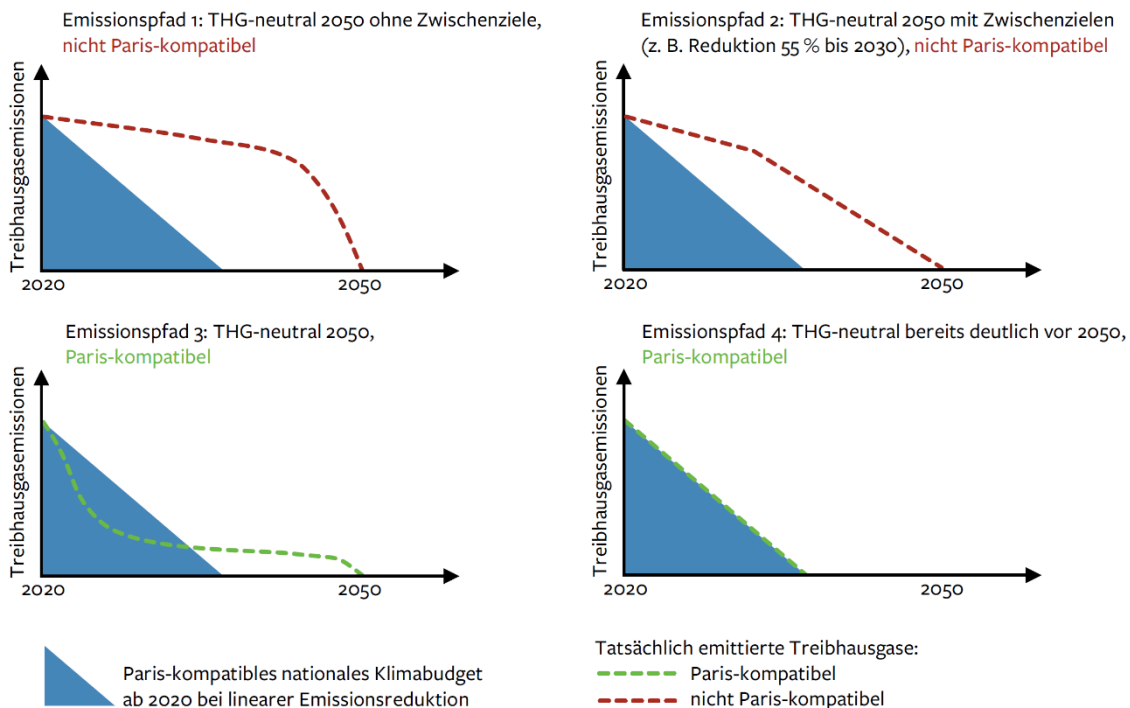 Emissionspfad 1: THG-neutral 2050 ohne Zwischenziele,
nicht Paris-kompatibel
Treibhausgasemissionen
2020
2050
Emissionspfad 2: THG-neutral 2050 mit Zwischenzielen
(z. B. Reduktion 55 % bis 2030), nicht Paris-kompatibel
Treibhausgasemissionen
2020
2050
Emissionspfad 3: THG-neutral 2050,
Paris-kompatibel
Treibhausgasemissionen
2020
2050
Emissionspfad 4: THG-neutral bereits deutlich vor 2050,
Paris-kompatibel
Treibhausgasemissionen
2020
2050
Paris-kompatibles nationales Klimabudget
ab 2020 bei linearer Emissionsreduktion
Tatsächlich emittierte Treibhausgase:
Paris-kompatibel
nicht Paris-kompatibel